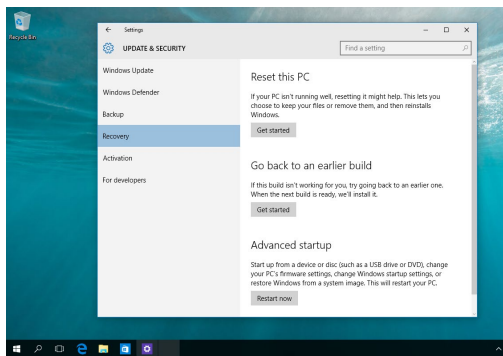 Recycle Bin
Settings
UPDATE & SECURITY
Find a setting
Windows Update
Windows Defender
Backup
Recovery
Activation
For developers
Reset this PC
If your PC isn't running well, resetting it might help. This lets you
choose to keep your files or remove them, and then reinstalls
Windows.
Get started
Go back to an earlier build
If this build isn't working for you, try going back to an earlier one.
When the next build is ready, we'll install it.
Get started
Advanced startup
Start up from a device or disc (such as a USB drive or DVD), change
your PC's firmware settings, change Windows startup settings, or
restore Windows from a system image. This will restart your PC.
Restart now